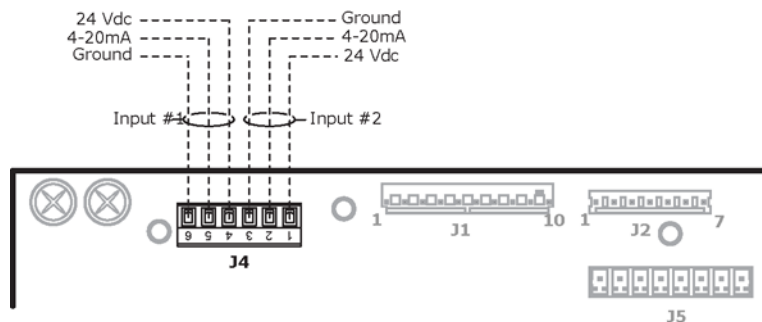 24 Vdc
4-20mA
Ground
Ground
4-20mA
24 Vdc
Input #1
Input #2
6 5 4 3 2 1
J4
1 10
J1
1 7
J2
J5